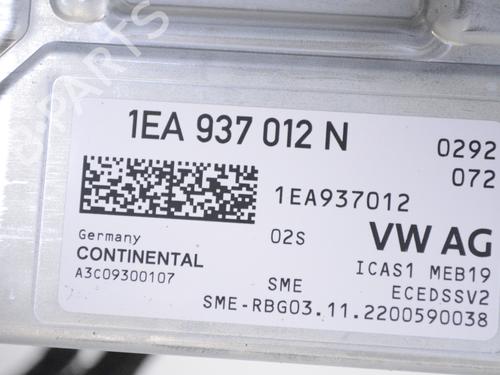 1EA 937 012 N
0292
072
1EA937012
Germany
02S
VW AG
CONTINENTAL
A3C09300107
ICAS1 MEB19
SME
ECEDSSV2
SME-RBG03.11.2200590038
B-PARTS